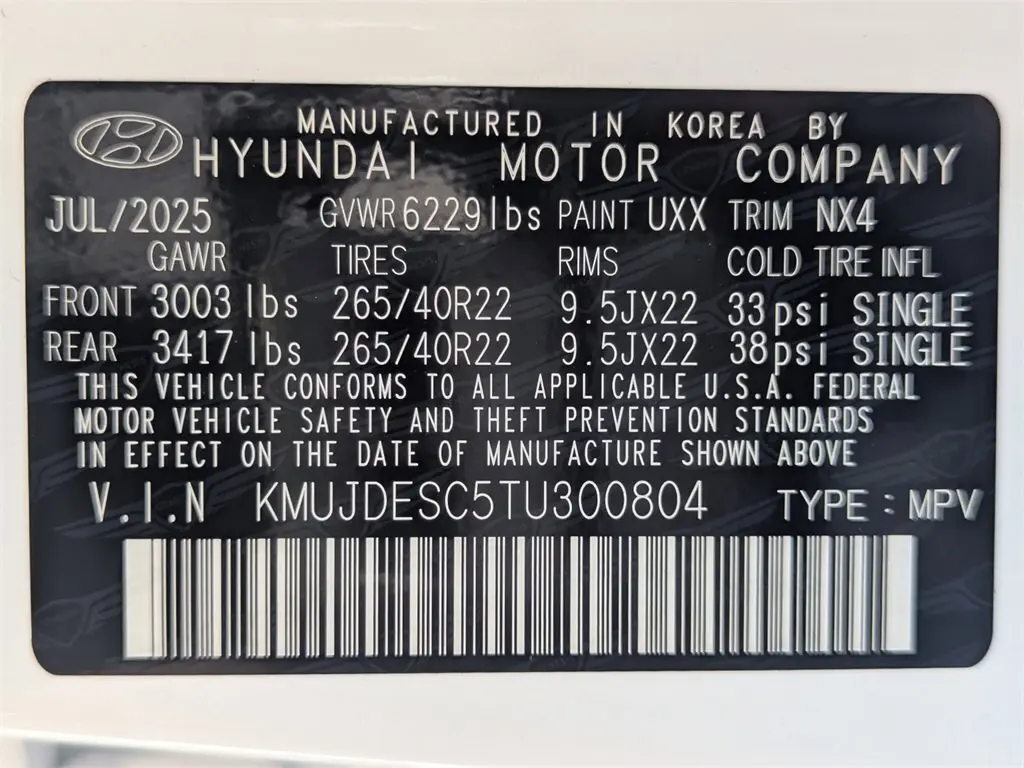 MANUFACTURED IN KOREA BY
HYUNDAI MOTOR COMPANY
JUL/2025 GVWR 6229lbs PAINT UXX TRIM NX4
GAWR TIRES RIMS COLD TIRE INFL
FRONT 3003 lbs 265/40R22 9.5JX22 33psi SINGLE
REAR 3417 lbs 265/40R22 9.5JX22 38psi SINGLE
THIS VEHICLE CONFORMS TO ALL APPLICABLE U.S.A. FEDERAL
MOTOR VEHICLE SAFETY AND THEFT PREVENTION STANDARDS
IN EFFECT ON THE DATE OF MANUFACTURE SHOWN ABOVE
V.I.N KMUJDESC5TU300804 TYPE : MPV